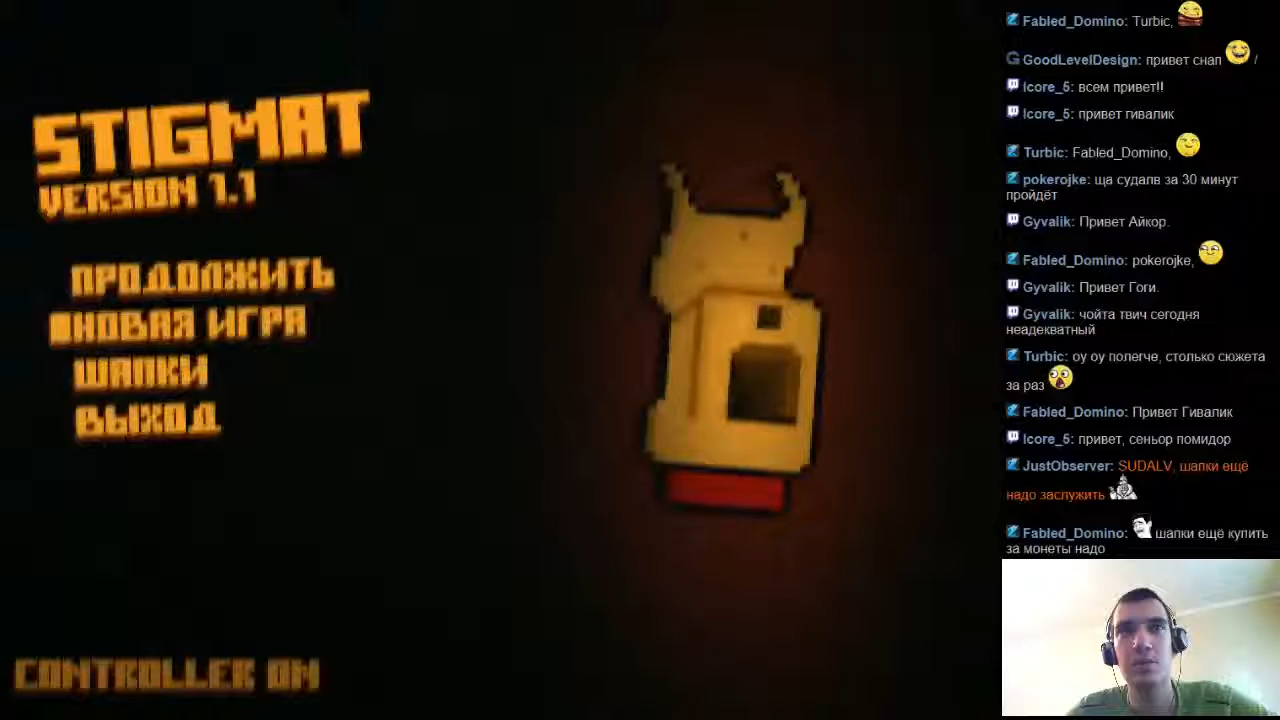 STIGMAT
VERSION 1.1
ПРОДОЛЖИТЬ
НОВАЯ ИГРА
ШАПКИ
ВЫХОД
CONTROLLER ON
Fabled_Domino: Turbic,
GoodLevelDesign: привет снап /
Icore_5: всем привет!!
Icore_5: привет гивалик
Turbic: Fabled_Domino,
pokerojke: ща судалв за 30 минут
пройдёт
Gyvalik: Привет Айкор.
Fabled_Domino: pokerojke,
Gyvalik: Привет Гоги.
Gyvalik: чойта твич сегодня
неадекватный
Turbic: оу оу полегче, столько сюжета
за раз
Fabled_Domino: Привет Гивалик
Icore_5: привет, сеньор помидор
JustObserver: SUDALV, шапки ещё
надо заслужить
Fabled_Domino: шапки ещё купить
за монеты надо